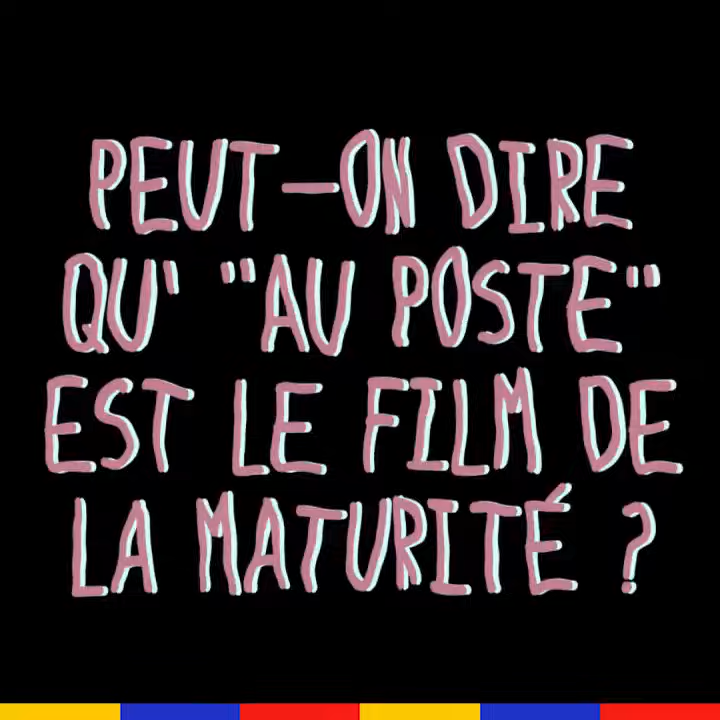 PEUT-ON DIRE
QU' "AU POSTE"
EST LE FILM DE
LA MATURITÉ ?